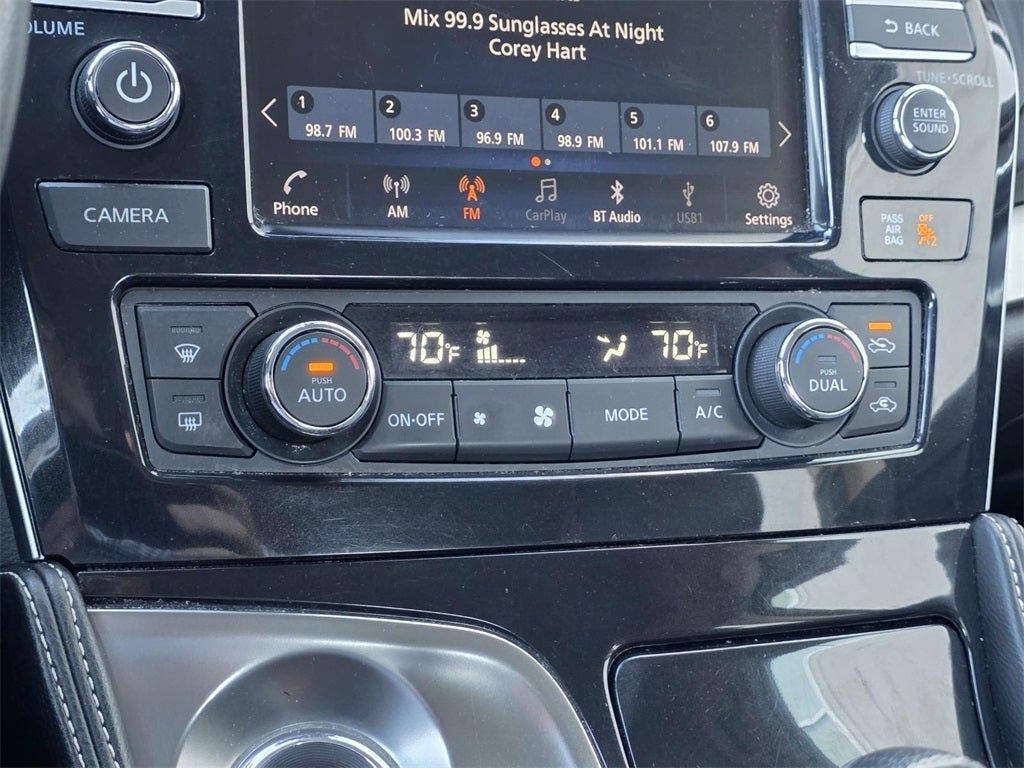 OLUME
Mix 99.9 Sunglasses At Night
Corey Hart
BACK
TUNE·SCROLL
ENTER
SOUND
1 98.7 FM
2 100.3 FM
3 96.9 FM
4 98.9 FM
5 101.1 FM
6 107.9 FM
CAMERA
Phone
AM
FM
CarPlay
BT Audio
USB1
Settings
PASS
AIR
BAG
OFF
2
PUSH
AUTO
70°F
70°F
ON·OFF
MODE
A/C
PUSH
DUAL